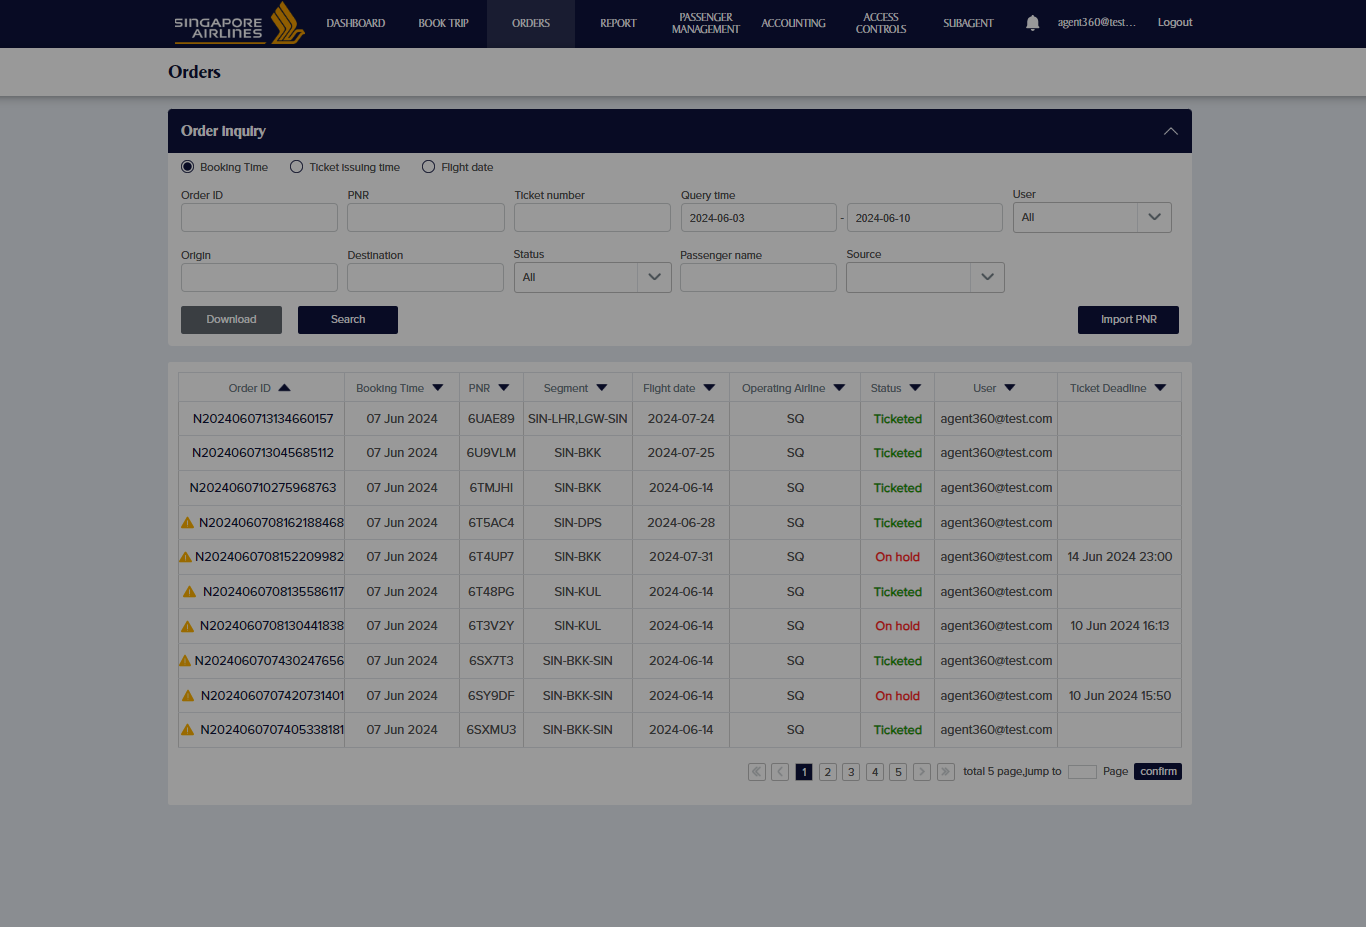 SINGAPORE AIRLINES
DASHBOARD
BOOK TRIP
ORDERS
REPORT
PASSENGER MANAGEMENT
ACCOUNTING
ACCESS CONTROLS
SUBAGENT
agent360@test...
Logout
Orders
Order Inquiry
Booking Time Ticket issuing time Flight date
Order ID PNR Ticket number Query time User
2024-06-03 - 2024-06-10 All
Origin Destination Status Passenger name Source
All
Download Search Import PNR
Order ID Booking Time PNR Segment Flight date Operating Airline Status User Ticket Deadline
N2024060713134660157 07 Jun 2024 6UAE89 SIN-LHR,LGW-SIN 2024-07-24 SQ Ticketed agent360@test.com
N2024060713045685112 07 Jun 2024 6U9VLM SIN-BKK 2024-07-25 SQ Ticketed agent360@test.com
N2024060710275968763 07 Jun 2024 6TMJHI SIN-BKK 2024-06-14 SQ Ticketed agent360@test.com
N2024060708162188468 07 Jun 2024 6T5AC4 SIN-DPS 2024-06-28 SQ Ticketed agent360@test.com
N2024060708152209982 07 Jun 2024 6T4UP7 SIN-BKK 2024-07-31 SQ On hold agent360@test.com 14 Jun 2024 23:00
N2024060708135586117 07 Jun 2024 6T48PG SIN-KUL 2024-06-14 SQ Ticketed agent360@test.com
N2024060708130441838 07 Jun 2024 6T3V2Y SIN-KUL 2024-06-14 SQ On hold agent360@test.com 10 Jun 2024 16:13
N2024060707430247656 07 Jun 2024 6SX7T3 SIN-BKK-SIN 2024-06-14 SQ Ticketed agent360@test.com
N2024060707420731401 07 Jun 2024 6SY9DF SIN-BKK-SIN 2024-06-14 SQ On hold agent360@test.com 10 Jun 2024 15:50
N2024060707405338181 07 Jun 2024 6SXMU3 SIN-BKK-SIN 2024-06-14 SQ Ticketed agent360@test.com
1 2 3 4 5 total 5 page,jump to Page confirm